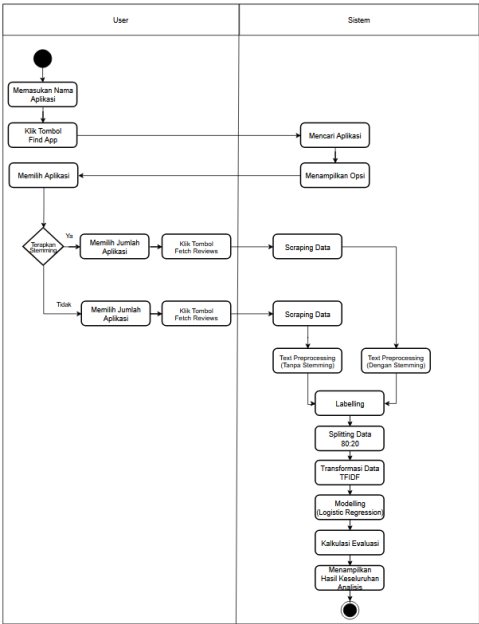 User
Sistem
Memasukan Nama
Aplikasi
Klik Tombol
Find App
Mencari Aplikasi
Memilih Aplikasi
Menampilkan Opsi
Terapkan
Stemming
Ya
Memilih Jumlah
Aplikasi
Klik Tombol
Fetch Reviews
Scraping Data
Tidak
Memilih Jumlah
Aplikasi
Klik Tombol
Fetch Reviews
Scraping Data
Text Preprocessing
(Tanpa Stemming)
Text Preprocessing
(Dengan Stemming)
Labelling
Splitting Data
80:20
Transformasi Data
TFIDF
Modelling
(Logistic Regression)
Kalkulasi Evaluasi
Menampilkan
Hasil Keseluruhan
Analisis